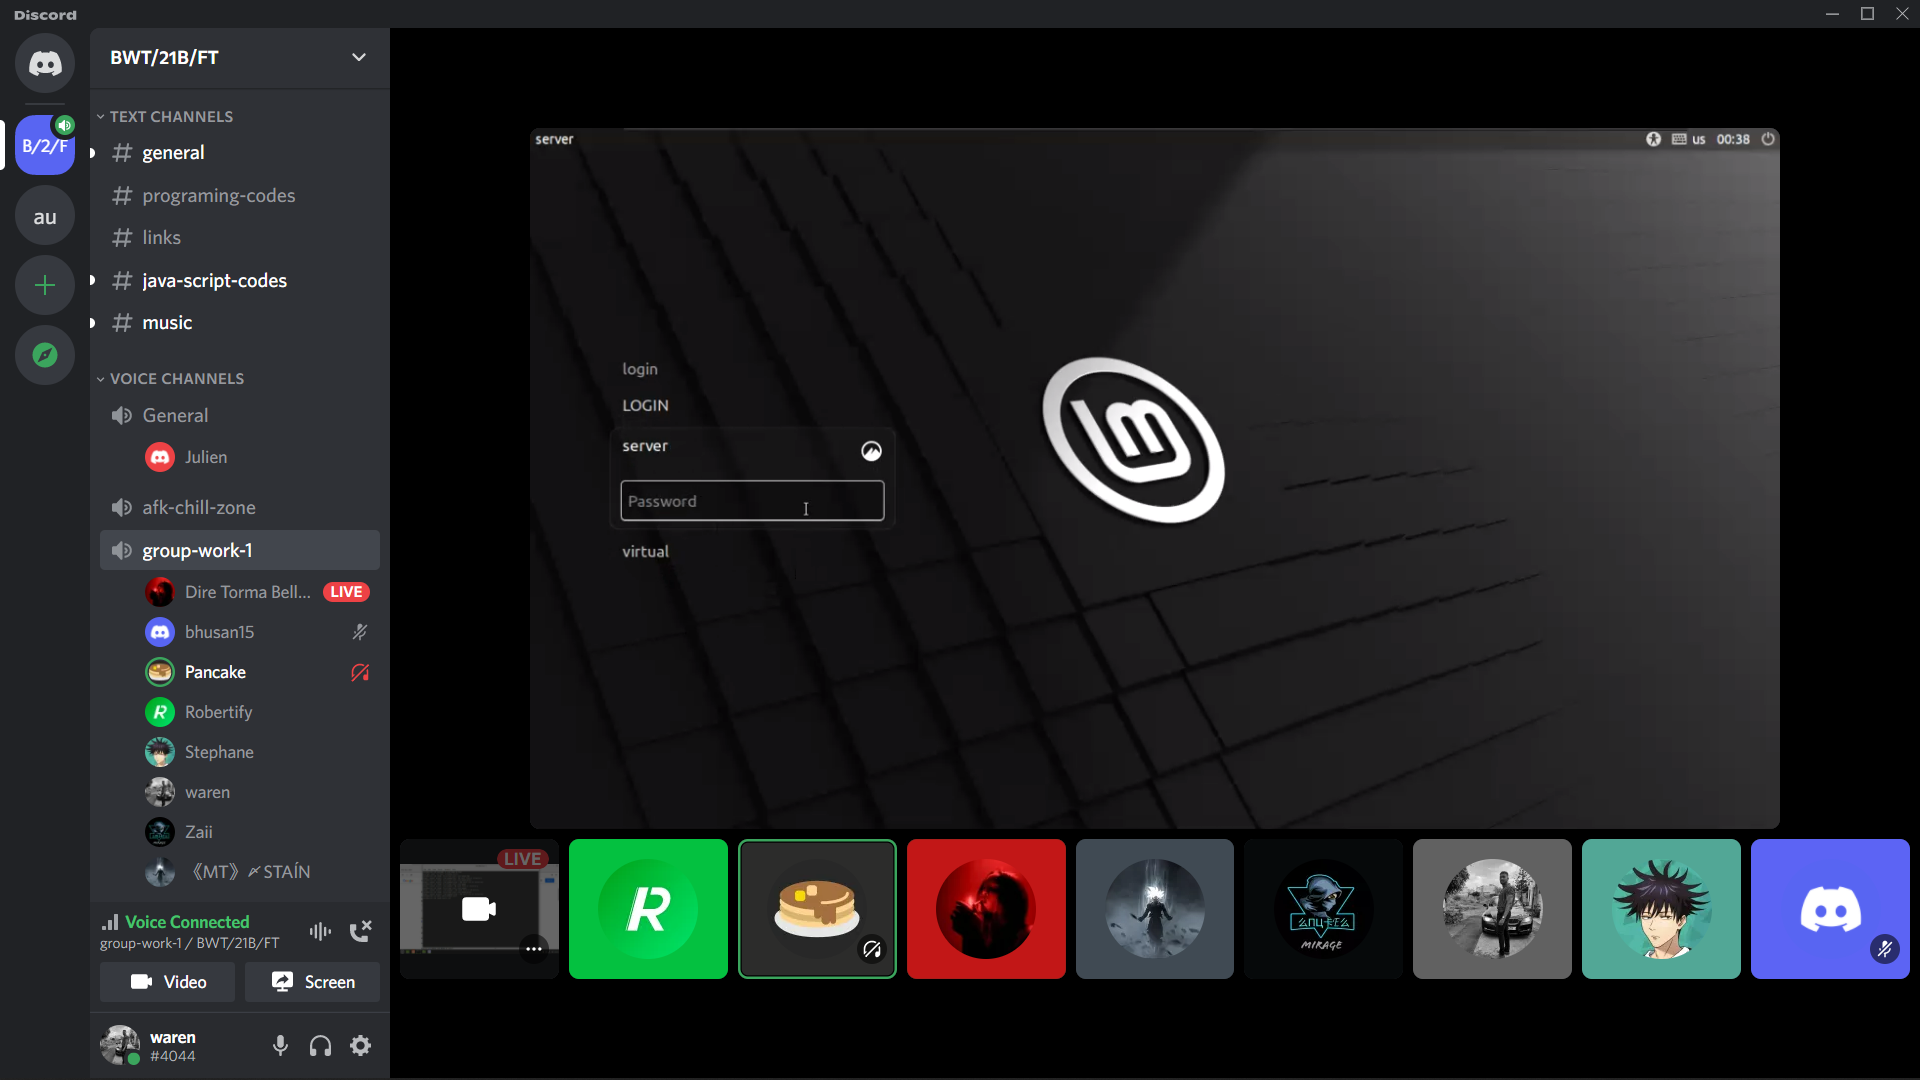 Discord
BWT/21B/FT
B/2/F
au
TEXT CHANNELS
general
programing-codes
links
java-script-codes
music
VOICE CHANNELS
General
Julien
afk-chill-zone
group-work-1
Dire Torma Bell... LIVE
bhusan15
Pancake
Robertify
Stephane
waren
Zaii
《MT》 STAÍN
Voice Connected
group-work-1 / BWT/21B/FT
Video
Screen
waren
#4044
server
us 00:38
login
LOGIN
server
Password
virtual
LIVE
R
MIRAGE